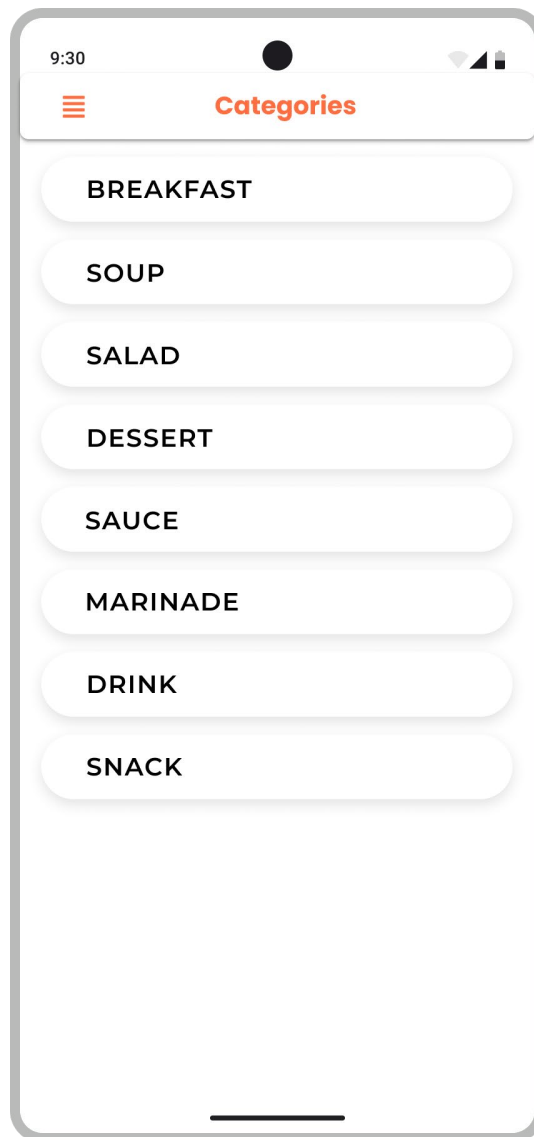 9:30
Categories
BREAKFAST
SOUP
SALAD
DESSERT
SAUCE
MARINADE
DRINK
SNACK